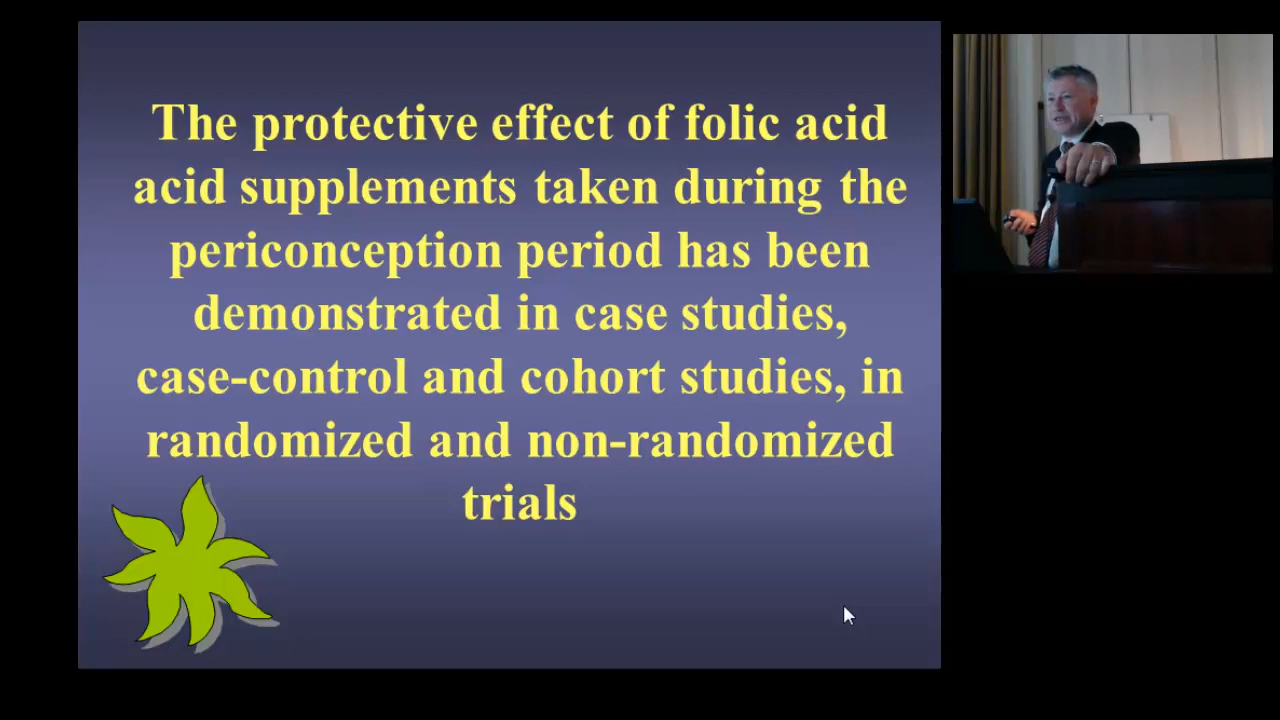 The protective effect of folic acid
acid supplements taken during the
periconception period has been
demonstrated in case studies,
case-control and cohort studies, in
randomized and non-randomized
trials